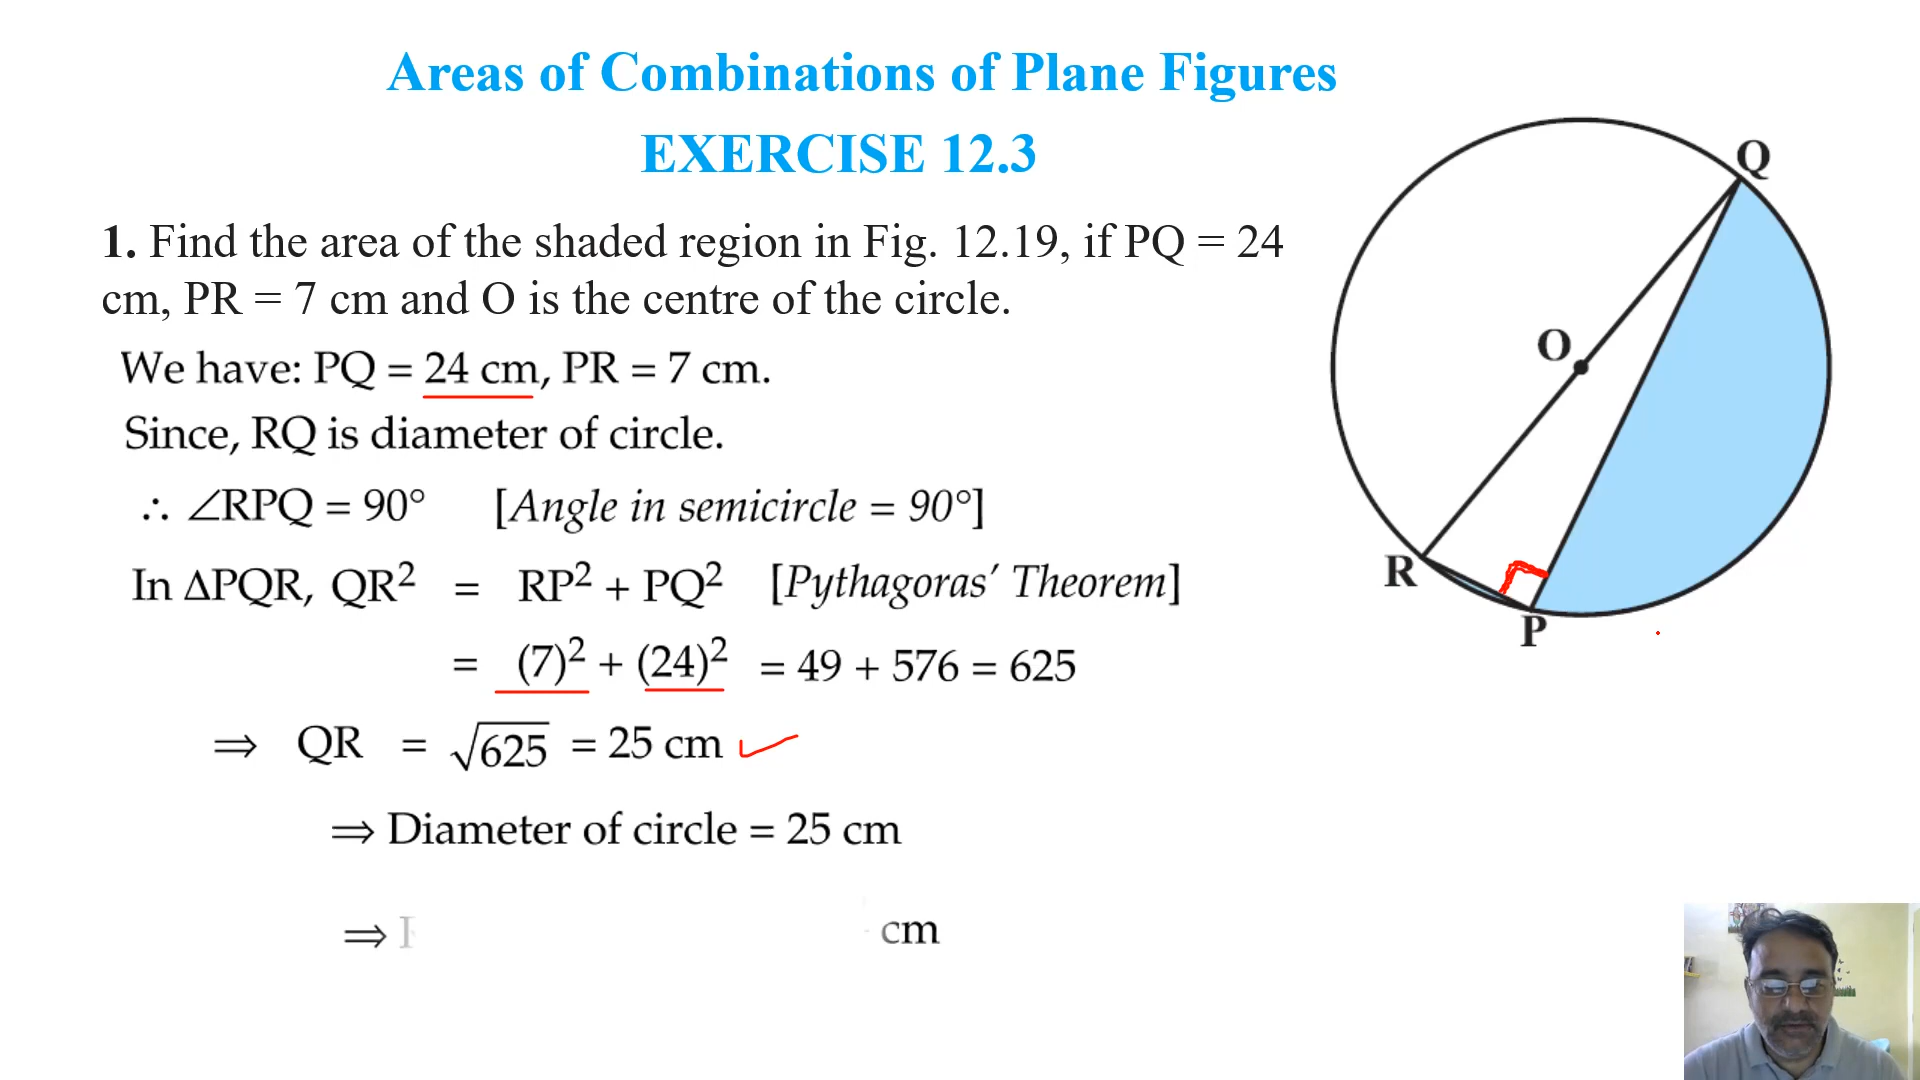 Areas of Combinations of Plane Figures
EXERCISE 12.3
1. Find the area of the shaded region in Fig. 12.19, if PQ = 24
cm, PR = 7 cm and O is the centre of the circle.
We have: PQ = 24 cm, PR = 7 cm.
Since, RQ is diameter of circle.
∴ ∠RPQ = 90° [Angle in semicircle = 90°]
In ΔPQR, QR² = RP² + PQ² [Pythagoras’ Theorem]
= (7)² + (24)² = 49 + 576 = 625
⇒ QR = √625 = 25 cm
⇒ Diameter of circle = 25 cm
⇒ cm
Q
O
R
P